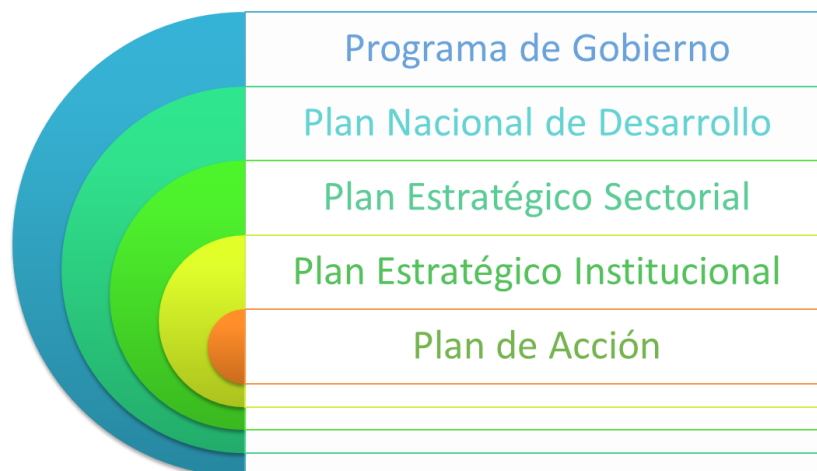 Programa de Gobierno
Plan Nacional de Desarrollo
Plan Estratégico Sectorial
Plan Estratégico Institucional
Plan de Acción